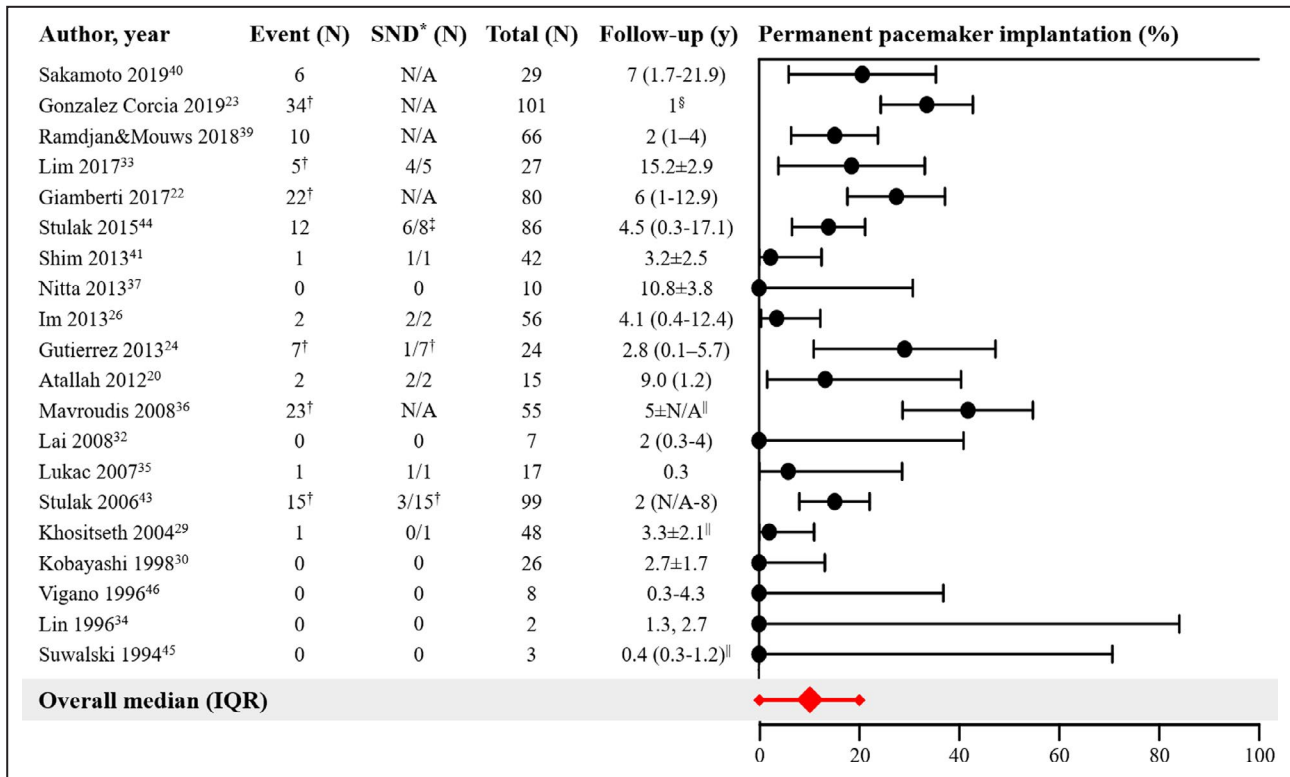 Author, year Event (N) SND* (N) Total (N) Follow-up (y) Permanent pacemaker implantation (%)
Sakamoto 2019⁴⁰ 6 N/A 29 7 (1.7-21.9)
Gonzalez Corcia 2019²³ 34† N/A 101 1§
Ramdjan&Mouws 2018³⁹ 10 N/A 66 2 (1–4)
Lim 2017³³ 5† 4/5 27 15.2±2.9
Giamberti 2017²² 22† N/A 80 6 (1-12.9)
Stulak 2015⁴⁴ 12 6/8‡ 86 4.5 (0.3-17.1)
Shim 2013⁴¹ 1 1/1 42 3.2±2.5
Nitta 2013³⁷ 0 0 10 10.8±3.8
Im 2013²⁶ 2 2/2 56 4.1 (0.4-12.4)
Gutierrez 2013²⁴ 7† 1/7† 24 2.8 (0.1–5.7)
Atallah 2012²⁰ 2 2/2 15 9.0 (1.2)
Mavroudis 2008³⁶ 23† N/A 55 5±N/A‖
Lai 2008³² 0 0 7 2 (0.3-4)
Lukac 2007³⁵ 1 1/1 17 0.3
Stulak 2006⁴³ 15† 3/15† 99 2 (N/A-8)
Khositseth 2004²⁹ 1 0/1 48 3.3±2.1‖
Kobayashi 1998³⁰ 0 0 26 2.7±1.7
Vigano 1996⁴⁶ 0 0 8 0.3-4.3
Lin 1996³⁴ 0 0 2 1.3, 2.7
Suwalski 1994⁴⁵ 0 0 3 0.4 (0.3-1.2)‖
Overall median (IQR)
0 20 40 60 80 100